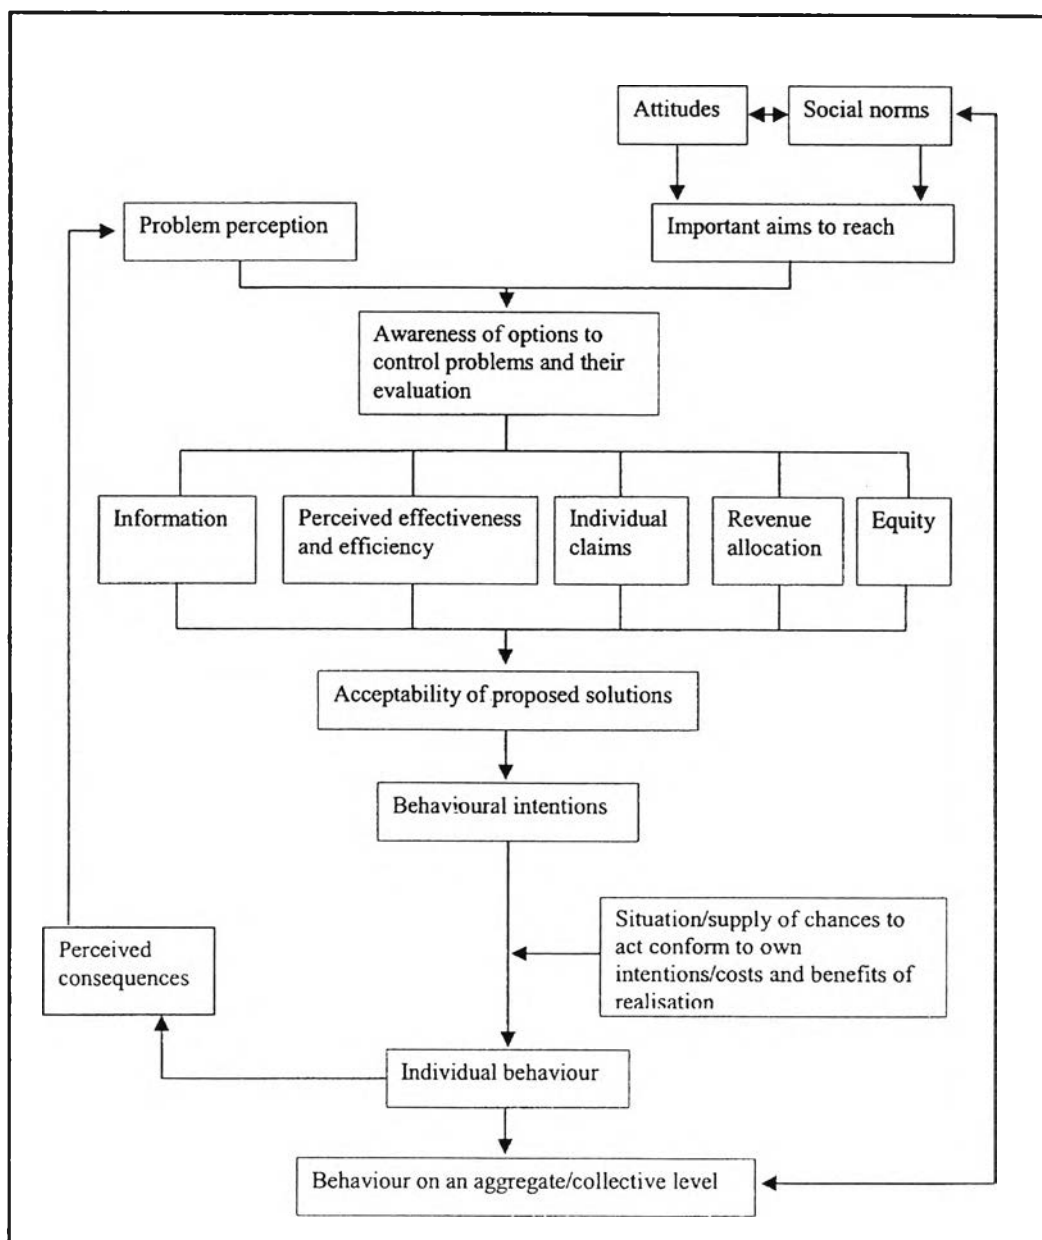 Attitudes
Social norms
Problem perception
Important aims to reach
Awareness of options to
control problems and their
evaluation
Information
Perceived effectiveness
and efficiency
Individual
claims
Revenue
allocation
Equity
Acceptability of proposed solutions
Behavioural intentions
Situation/supply of chances to
act conform to own
intentions/costs and benefits of
realisation
Perceived
consequences
Individual behaviour
Behaviour on an aggregate/collective level